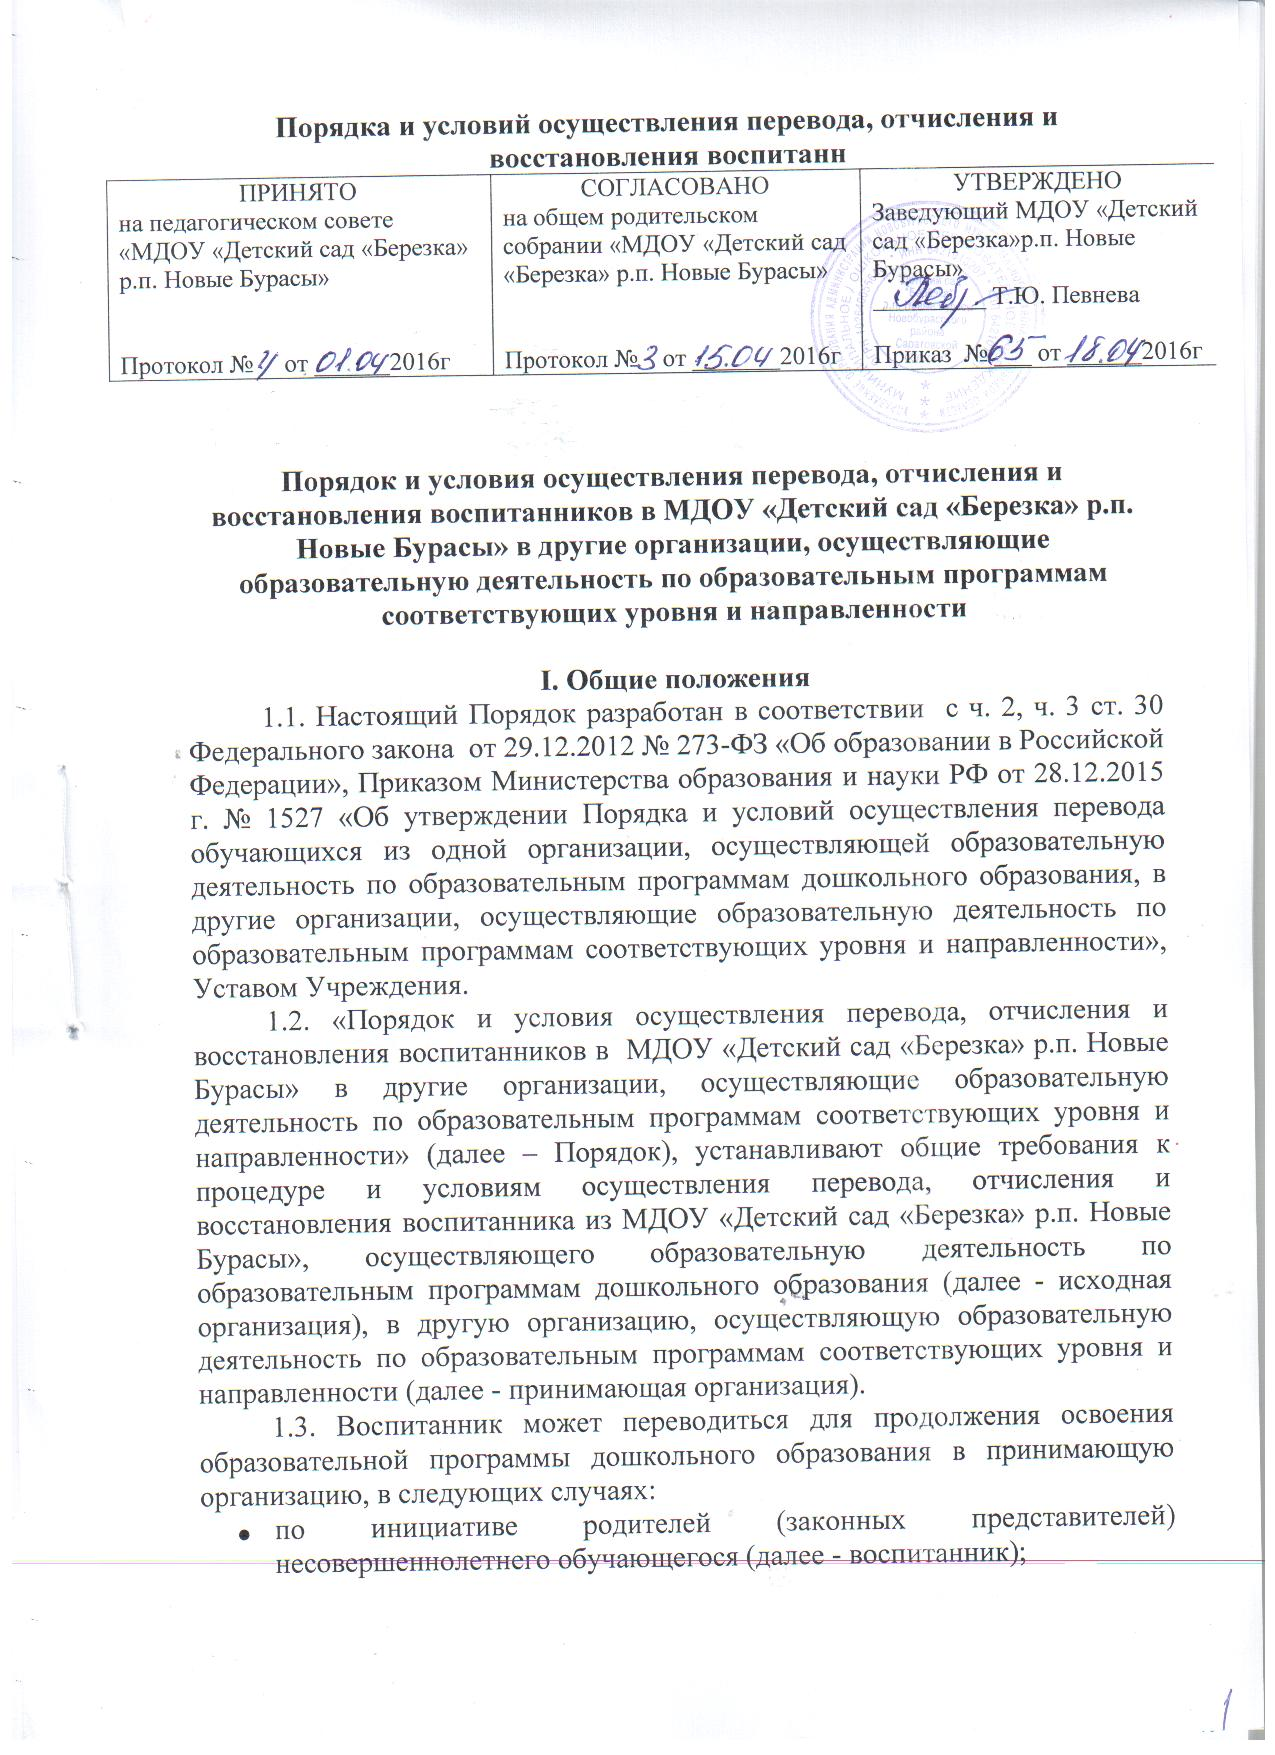 Порядка и условий осуществления перевода, отчисления и
восстановления воспитанн
ПРИНЯТО
на педагогическом совете
«МДОУ «Детский сад «Березка»
р.п. Новые Бурасы»
Протокол № 4 от 01.04 2016г
СОГЛАСОВАНО
на общем родительском
собрании «МДОУ «Детский сад
«Березка» р.п. Новые Бурасы»
Протокол № 3 от 15.04 2016г
УТВЕРЖДЕНО
Заведующий МДОУ «Детский
сад «Березка»р.п. Новые
Бурасы»
Т.Ю. Певнева
Приказ № 65 от 18.04 2016г
Новобурасского
района
Саратовской
Порядок и условия осуществления перевода, отчисления и
восстановления воспитанников в МДОУ «Детский сад «Березка» р.п.
Новые Бурасы» в другие организации, осуществляющие
образовательную деятельность по образовательным программам
соответствующих уровня и направленности
I. Общие положения
1.1. Настоящий Порядок разработан в соответствии с ч. 2, ч. 3 ст. 30
Федерального закона от 29.12.2012 № 273-ФЗ «Об образовании в Российской
Федерации», Приказом Министерства образования и науки РФ от 28.12.2015
г. № 1527 «Об утверждении Порядка и условий осуществления перевода
обучающихся из одной организации, осуществляющей образовательную
деятельность по образовательным программам дошкольного образования, в
другие организации, осуществляющие образовательную деятельность по
образовательным программам соответствующих уровня и направленности»,
Уставом Учреждения.
1.2. «Порядок и условия осуществления перевода, отчисления и
восстановления воспитанников в МДОУ «Детский сад «Березка» р.п. Новые
Бурасы» в другие организации, осуществляющие образовательную
деятельность по образовательным программам соответствующих уровня и
направленности» (далее – Порядок), устанавливают общие требования к
процедуре и условиям осуществления перевода, отчисления и
восстановления воспитанника из МДОУ «Детский сад «Березка» р.п. Новые
Бурасы», осуществляющего образовательную деятельность по
образовательным программам дошкольного образования (далее - исходная
организация), в другую организацию, осуществляющую образовательную
деятельность по образовательным программам соответствующих уровня и
направленности (далее - принимающая организация).
1.3. Воспитанник может переводиться для продолжения освоения
образовательной программы дошкольного образования в принимающую
организацию, в следующих случаях:
● по инициативе родителей (законных представителей)
несовершеннолетнего обучающегося (далее - воспитанник);
1